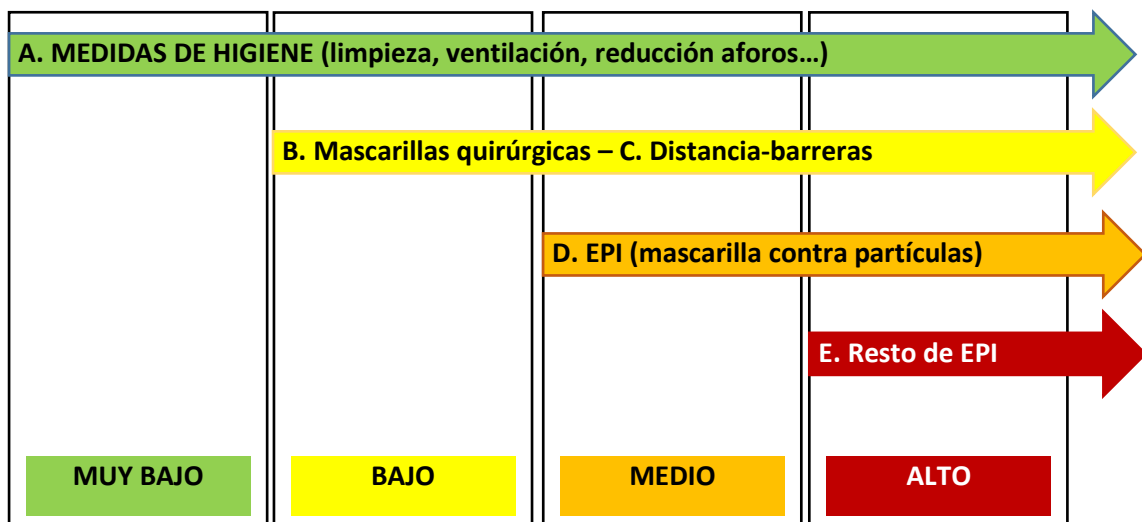 A. MEDIDAS DE HIGIENE (limpieza, ventilación, reducción aforos…)
B. Mascarillas quirúrgicas – C. Distancia-barreras
D. EPI (mascarilla contra partículas)
E. Resto de EPI
MUY BAJO
BAJO
MEDIO
ALTO